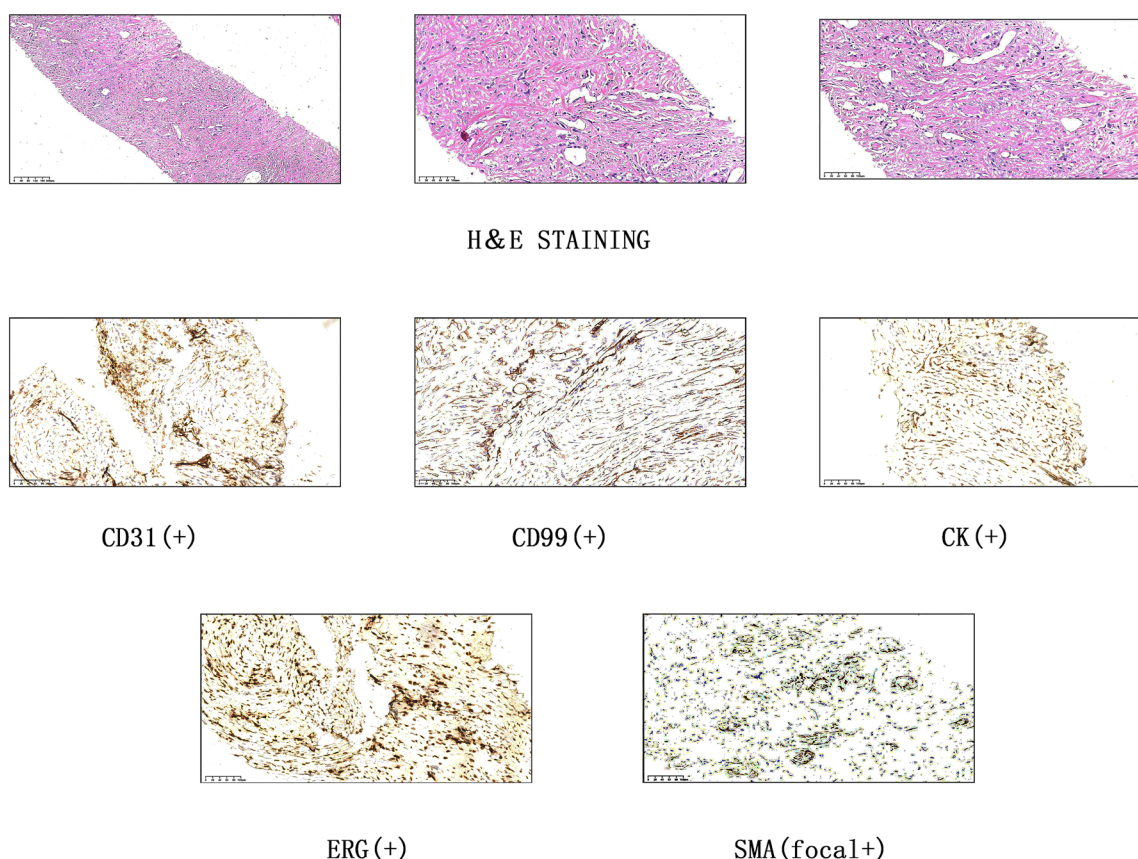 H&E STAINING
CD31(+)
CD99(+)
CK(+)
ERG(+)
SMA(focal+)